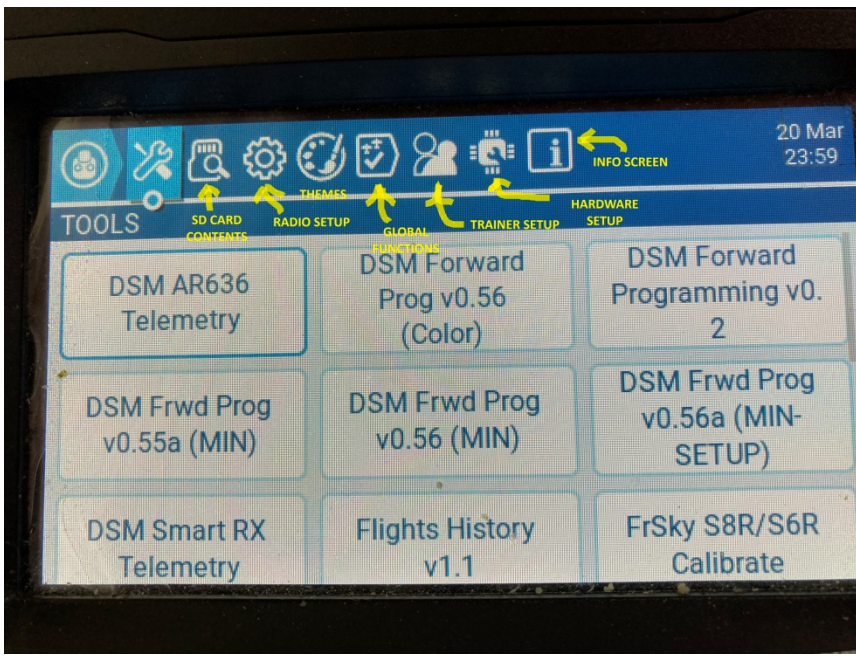 20 Mar
23:59
INFO SCREEN
THEMES
HARDWARE
SETUP
SD CARD
CONTENTS
RADIO SETUP
GLOBAL
FUNCTIONS
TRAINER SETUP
TOOLS
DSM AR636
Telemetry
DSM Forward
Prog v0.56
(Color)
DSM Forward
Programming v0.
2
DSM Frwd Prog
v0.55a (MIN)
DSM Frwd Prog
v0.56 (MIN)
DSM Frwd Prog
v0.56a (MIN-
SETUP)
DSM Smart RX
Telemetry
Flights History
v1.1
FrSky S8R/S6R
Calibrate